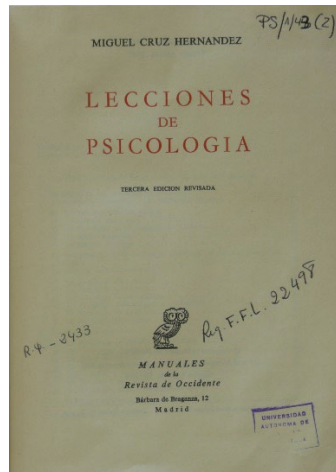 PS/1/43 (2)
MIGUEL CRUZ HERNANDEZ
LECCIONES
DE
PSICOLOGIA
TERCERA EDICION REVISADA
Reg. F.F.L. 22498
R.φ. - 2433
MANUALES
de la
Revista de Occidente
Bárbara de Braganza, 12
Madrid
UNIVERSIDAD
AUTONOMA DE